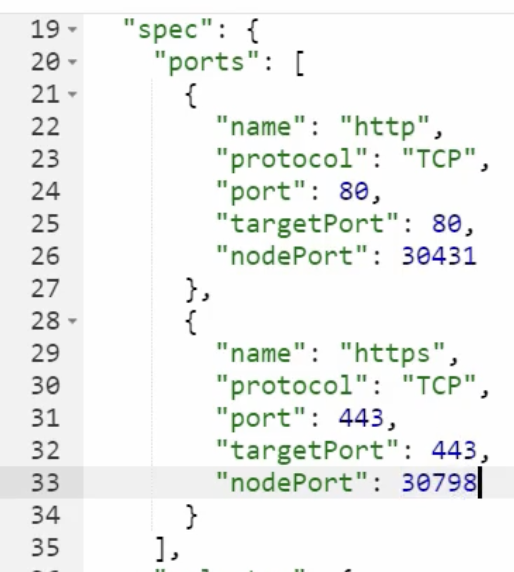 19 "spec": {
20 "ports": [
21 {
22 "name": "http",
23 "protocol": "TCP",
24 "port": 80,
25 "targetPort": 80,
26 "nodePort": 30431
27 },
28 {
29 "name": "https",
30 "protocol": "TCP",
31 "port": 443,
32 "targetPort": 443,
33 "nodePort": 30798
34 }
35 ],